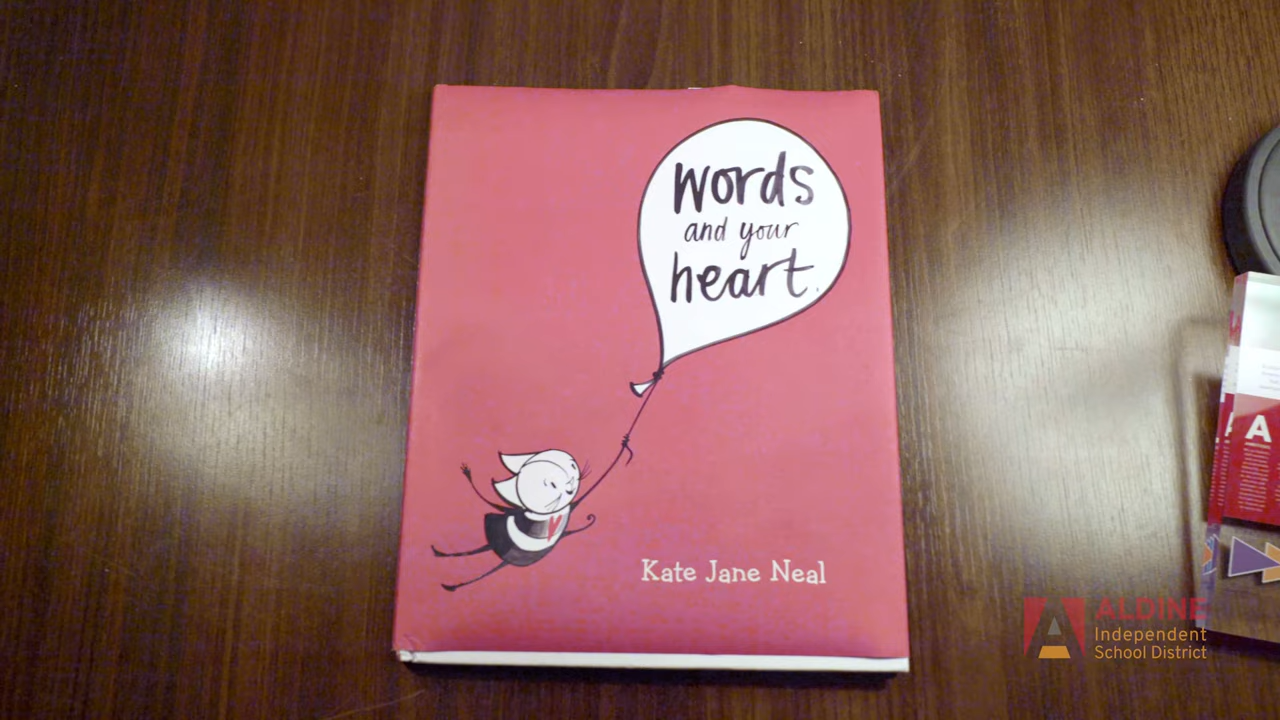 words
and your
heart.
Kate Jane Neal
A
ALDINE
Independent
School District